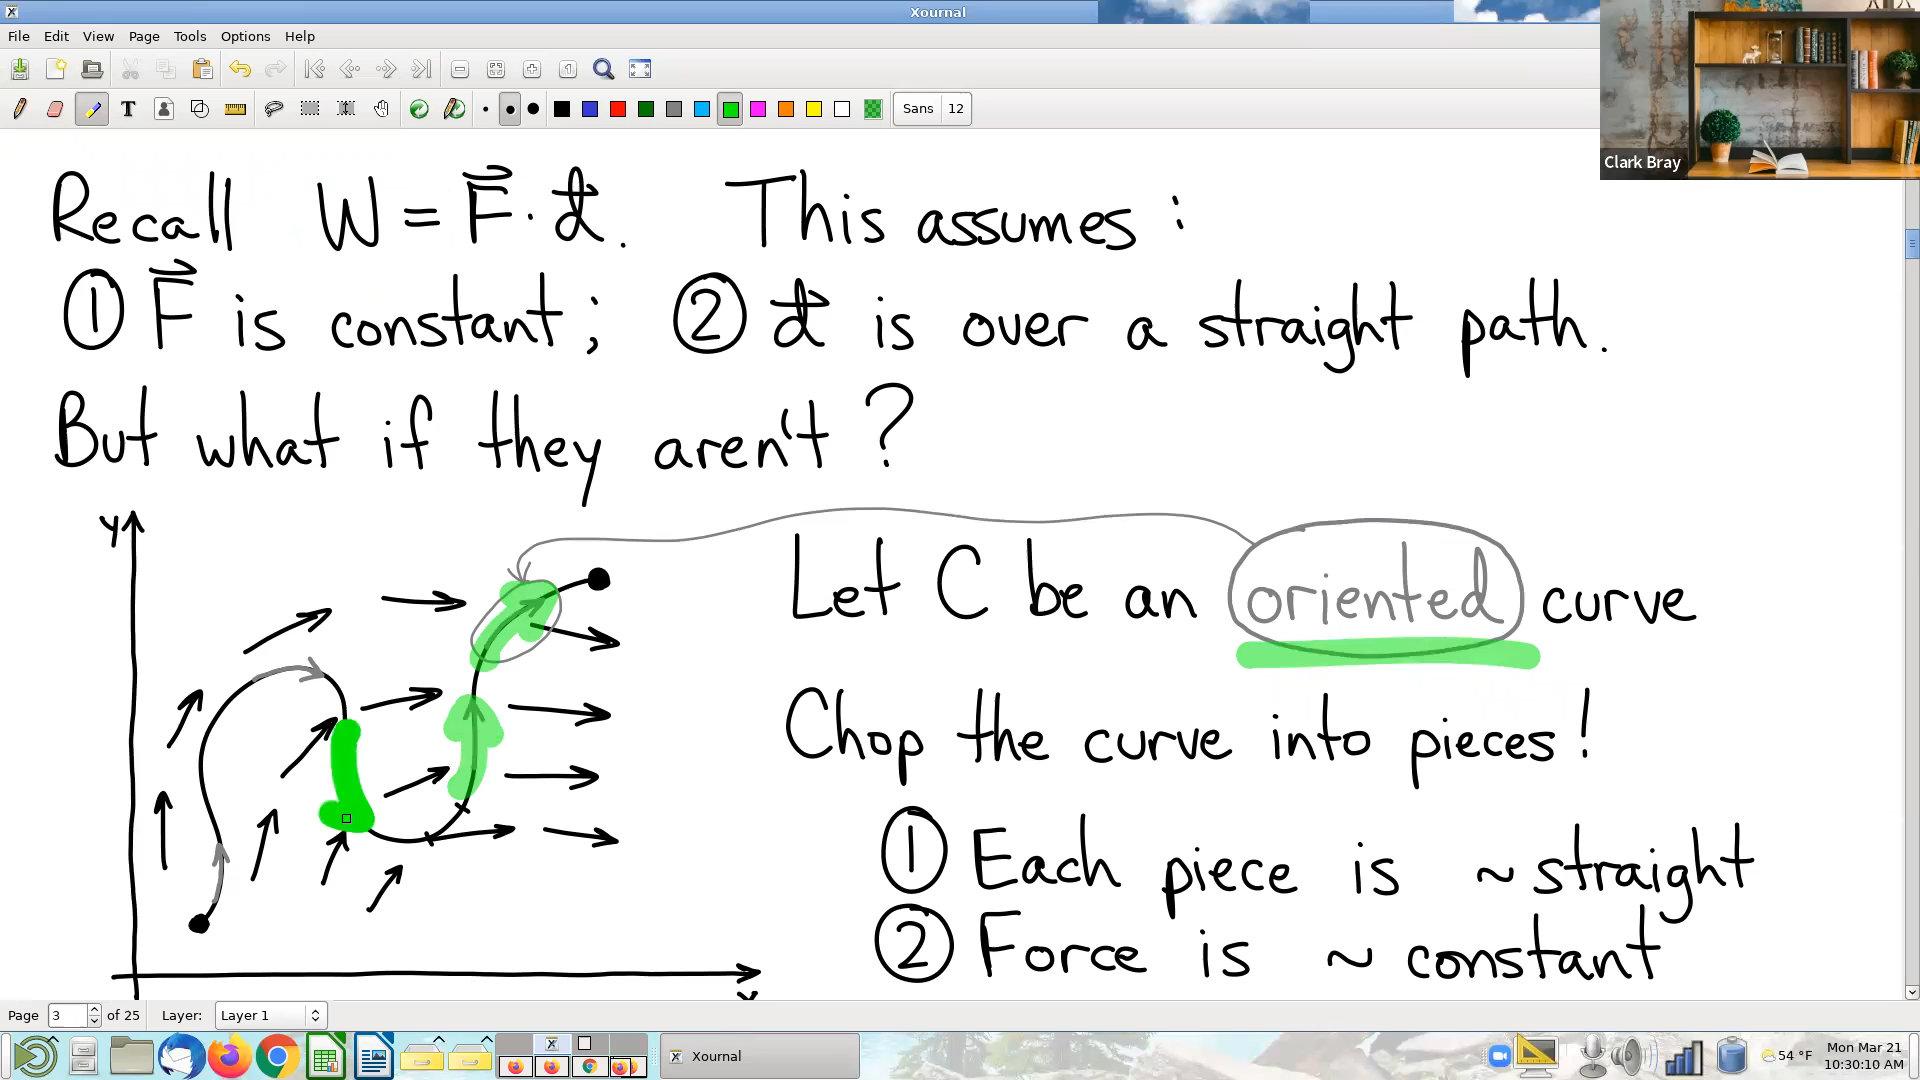 Xournal
File Edit View Page Tools Options Help
Sans 12
Clark Bray
Recall W = F⃗ · d⃗. This assumes :
① F⃗ is constant; ② d⃗ is over a straight path.
But what if they aren't ?
y
Let C be an oriented curve
Chop the curve into pieces!
① Each piece is ~ straight
② Force is ~ constant
Page 3 of 25 Layer: Layer 1
Xournal
54 °F
Mon Mar 21
10:30:10 AM